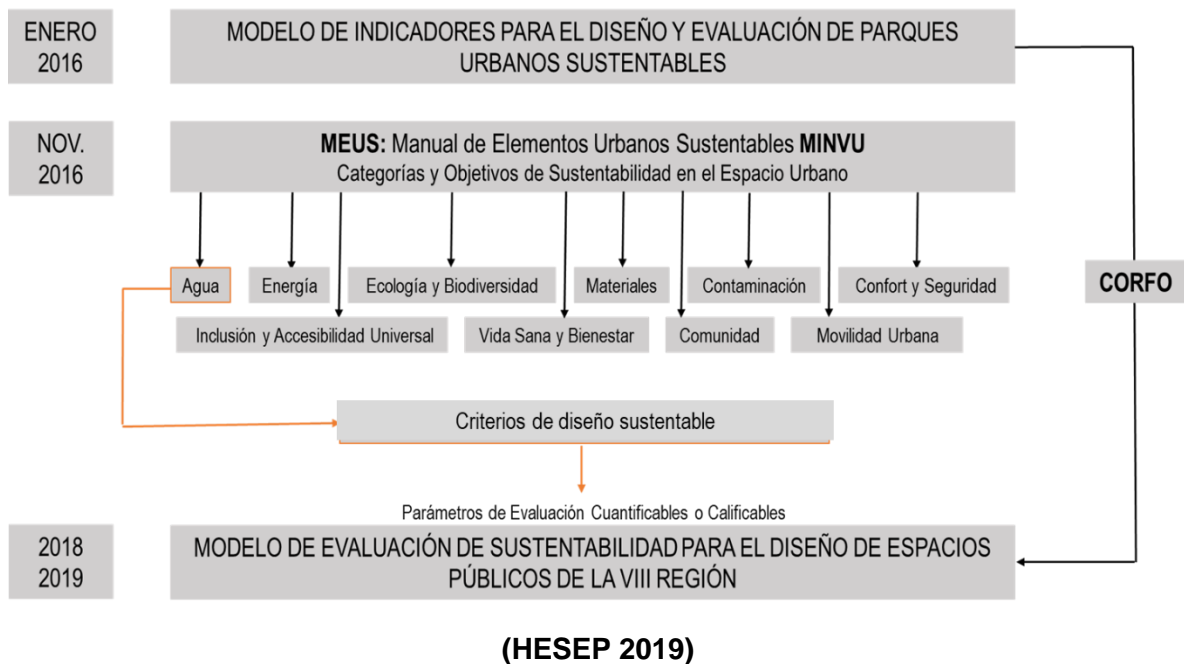 ENERO
2016
MODELO DE INDICADORES PARA EL DISEÑO Y EVALUACIÓN DE PARQUES
URBANOS SUSTENTABLES
NOV.
2016
MEUS: Manual de Elementos Urbanos Sustentables MINVU
Categorías y Objetivos de Sustentabilidad en el Espacio Urbano
Agua
Energía
Ecología y Biodiversidad
Materiales
Contaminación
Confort y Seguridad
CORFO
Inclusión y Accesibilidad Universal
Vida Sana y Bienestar
Comunidad
Movilidad Urbana
Criterios de diseño sustentable
Parámetros de Evaluación Cuantificables o Calificables
2018
2019
MODELO DE EVALUACIÓN DE SUSTENTABILIDAD PARA EL DISEÑO DE ESPACIOS
PÚBLICOS DE LA VIII REGIÓN
(HESEP 2019)